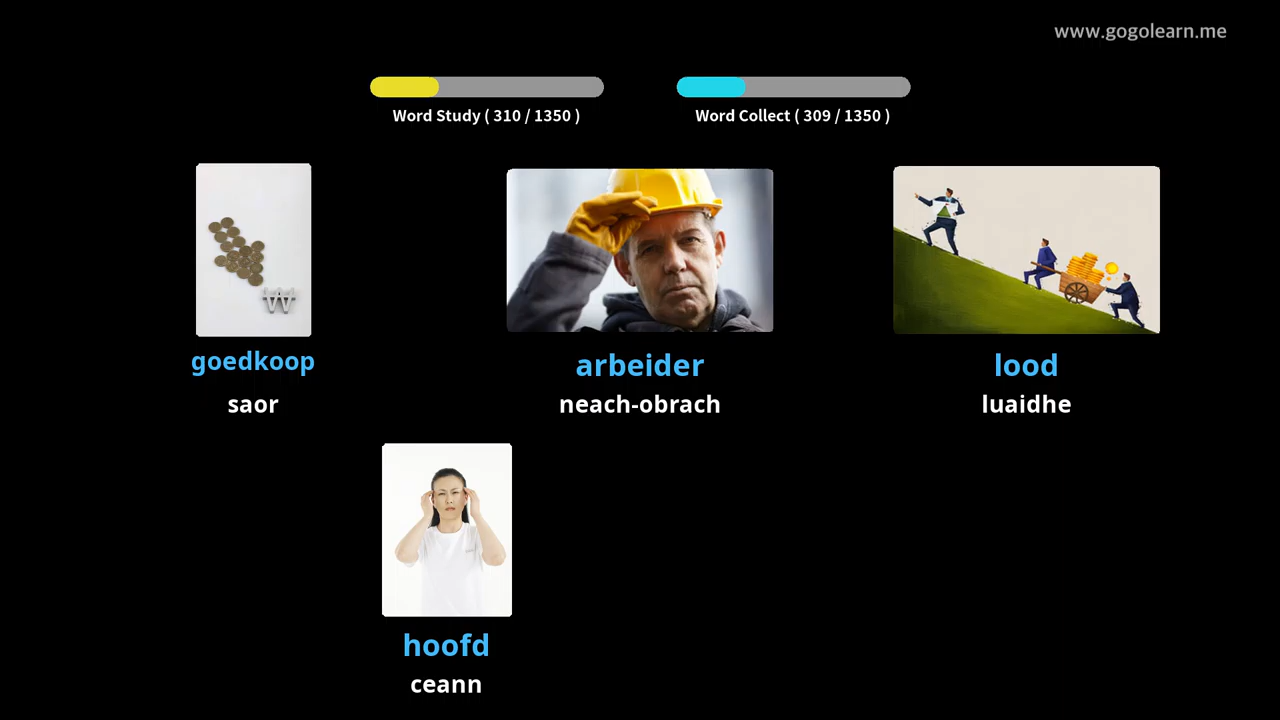 www.gogolearn.me
Word Study ( 310 / 1350 )
Word Collect ( 309 / 1350 )
goedkoop
saor
arbeider
neach-obrach
lood
luaidhe
hoofd
ceann